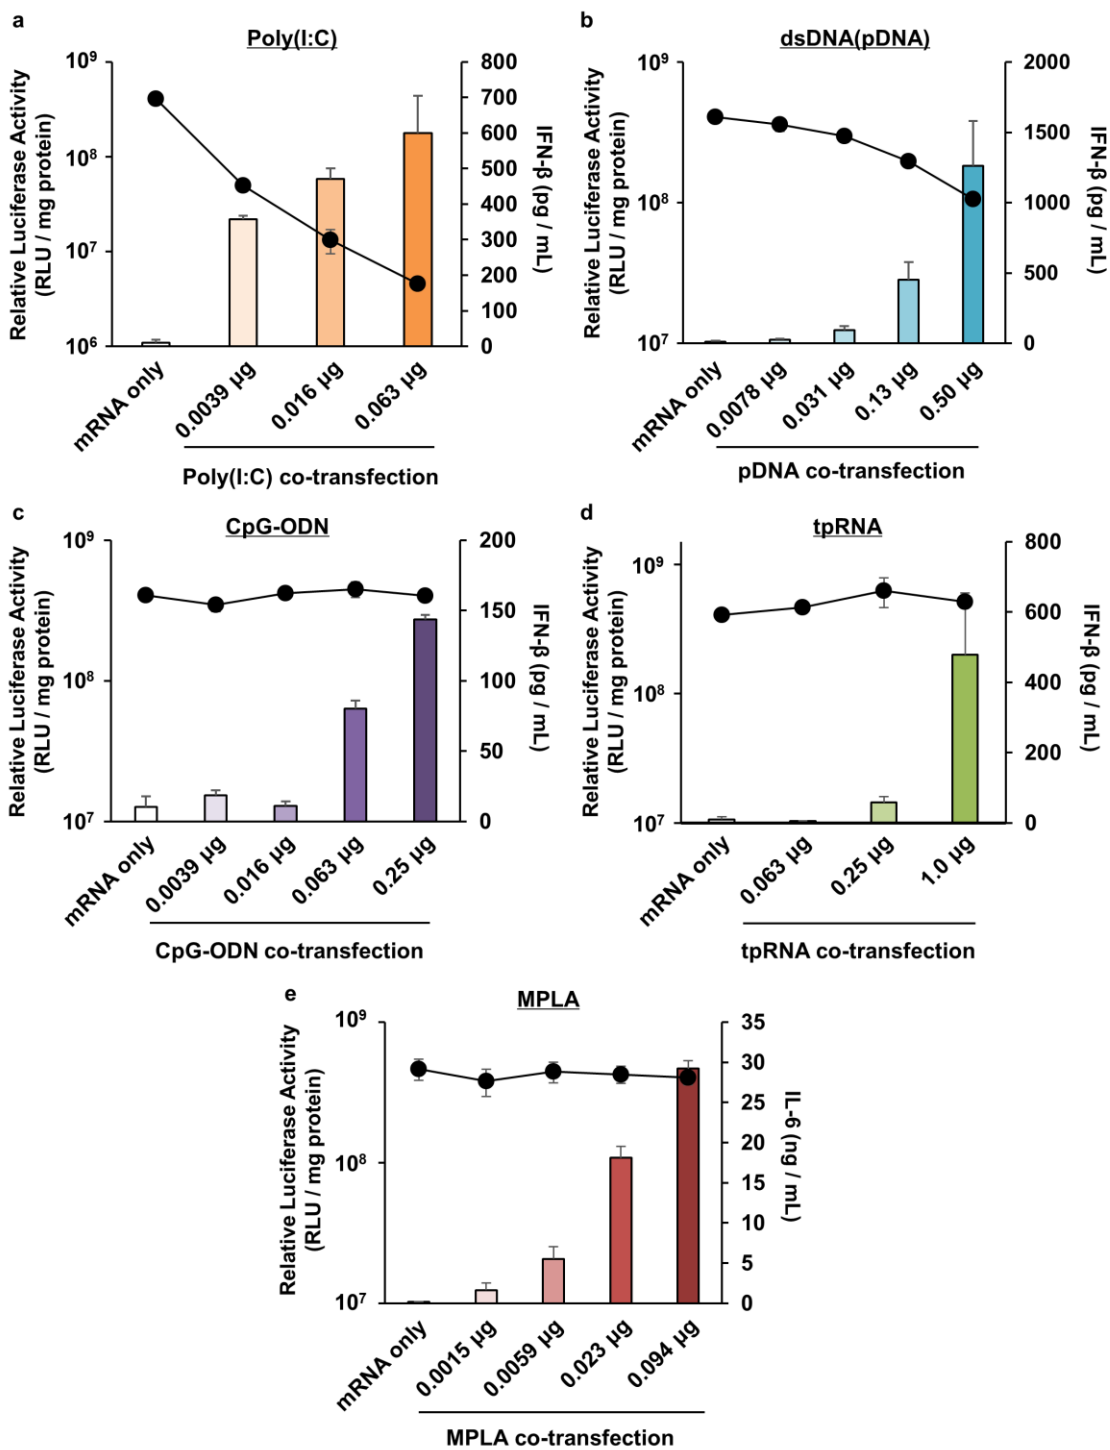 a
Poly(I:C)
Relative Luciferase Activity
(RLU / mg protein)
10⁹
10⁸
10⁷
10⁶
800
700
600
500
400
300
200
100
0
IFN-β (pg / mL)
mRNA only
0.0039 µg
0.016 µg
0.063 µg
Poly(I:C) co-transfection
b
dsDNA(pDNA)
Relative Luciferase Activity
(RLU / mg protein)
10⁹
10⁸
10⁷
2000
1500
1000
500
0
IFN-β (pg / mL)
mRNA only
0.0078 µg
0.031 µg
0.13 µg
0.50 µg
pDNA co-transfection
c
CpG-ODN
Relative Luciferase Activity
(RLU / mg protein)
10⁹
10⁸
10⁷
200
150
100
50
0
IFN-β (pg / mL)
mRNA only
0.0039 µg
0.016 µg
0.063 µg
0.25 µg
CpG-ODN co-transfection
d
tpRNA
Relative Luciferase Activity
(RLU / mg protein)
10⁹
10⁸
10⁷
800
600
400
200
0
IFN-β (pg / mL)
mRNA only
0.063 µg
0.25 µg
1.0 µg
tpRNA co-transfection
e
MPLA
Relative Luciferase Activity
(RLU / mg protein)
10⁹
10⁸
10⁷
35
30
25
20
15
10
5
0
IL-6 (ng / mL)
mRNA only
0.0015 µg
0.0059 µg
0.023 µg
0.094 µg
MPLA co-transfection